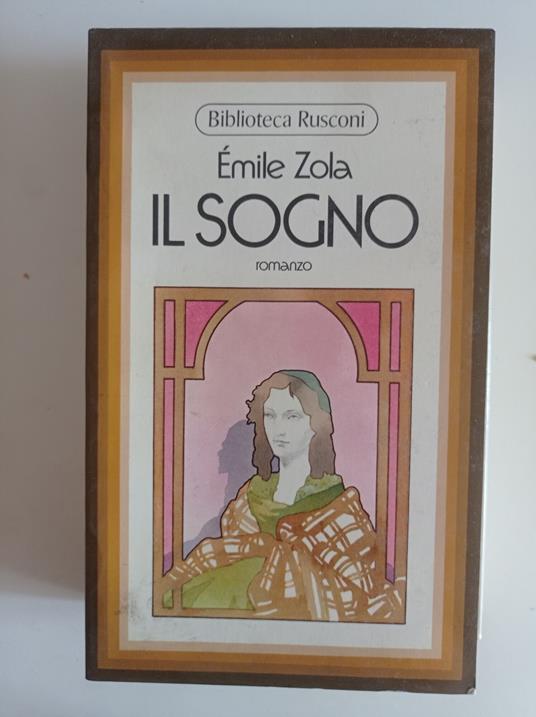 Biblioteca Rusconi
Émile Zola
IL SOGNO
romanzo